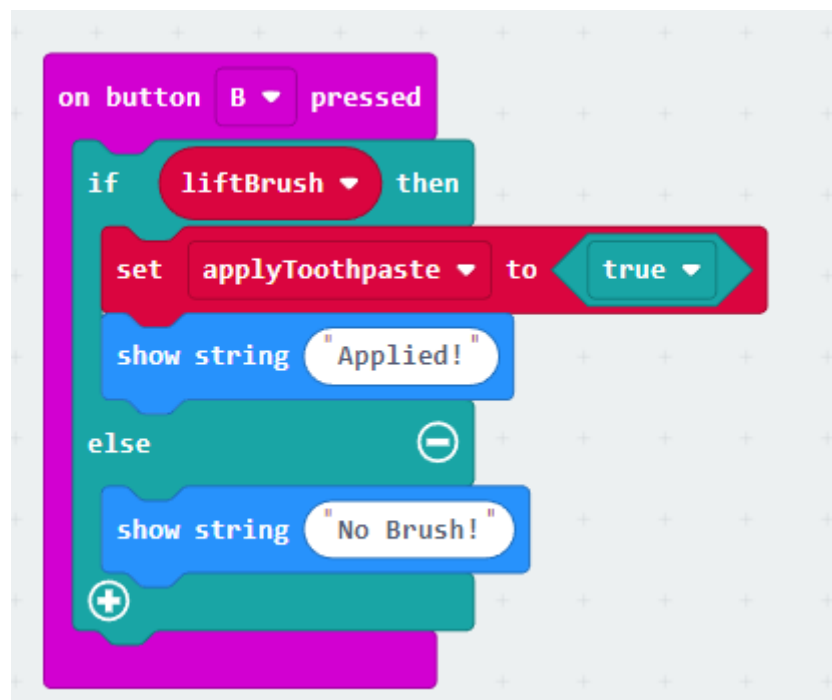 on button B pressed
if liftBrush then
set applyToothpaste to true
show string "Applied!"
else
show string "No Brush!"